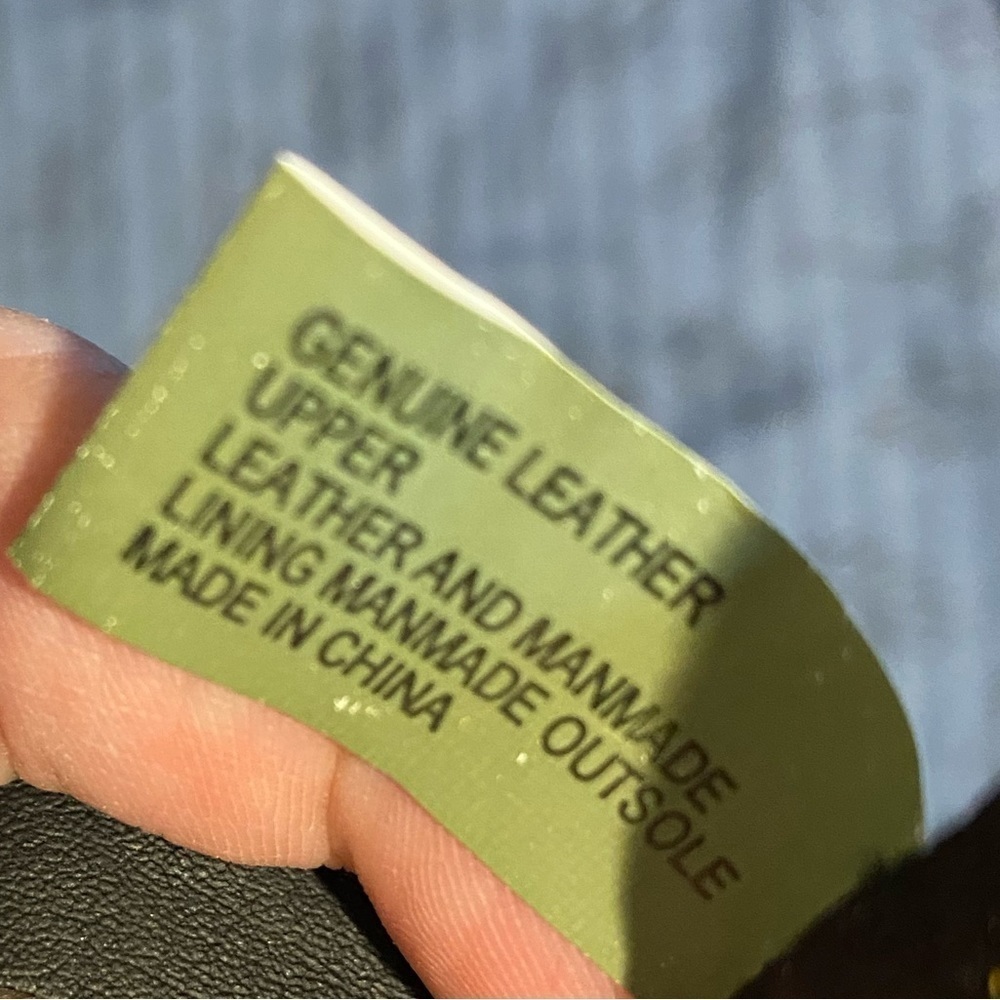 GENUINE LEATHER
UPPER
LEATHER AND MANMADE
LINING MANMADE OUTSOLE
MADE IN CHINA